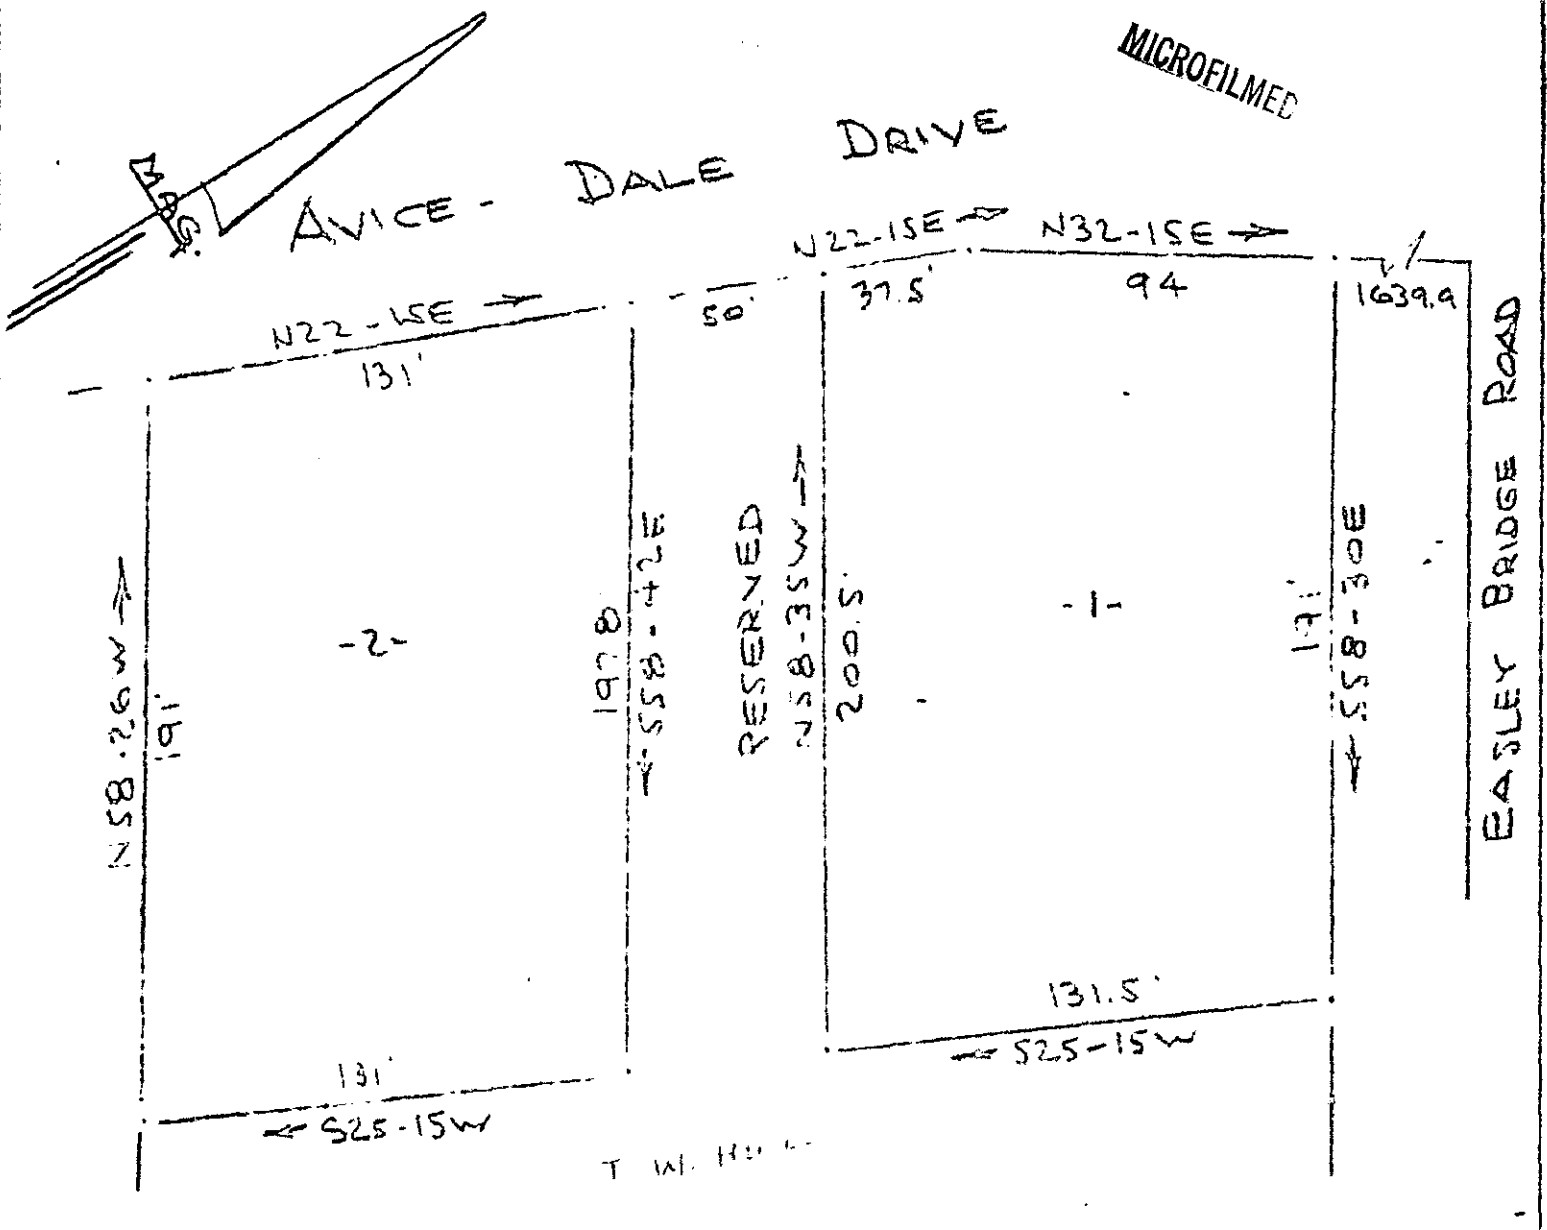 MICROFILMED
MAG.
AVICE - DALE DRIVE
N22-15E
131'
50'
N22-15E
37.5'
N32-15E
94
1639.9
N58-26W
191'
-2-
197.8
S58-42E
RESERVED
N58-35W
200.5'
-1-
S58-30E
EASLEY BRIDGE ROAD
131'
S25-15W
131.5'
S25-15W
T. W.